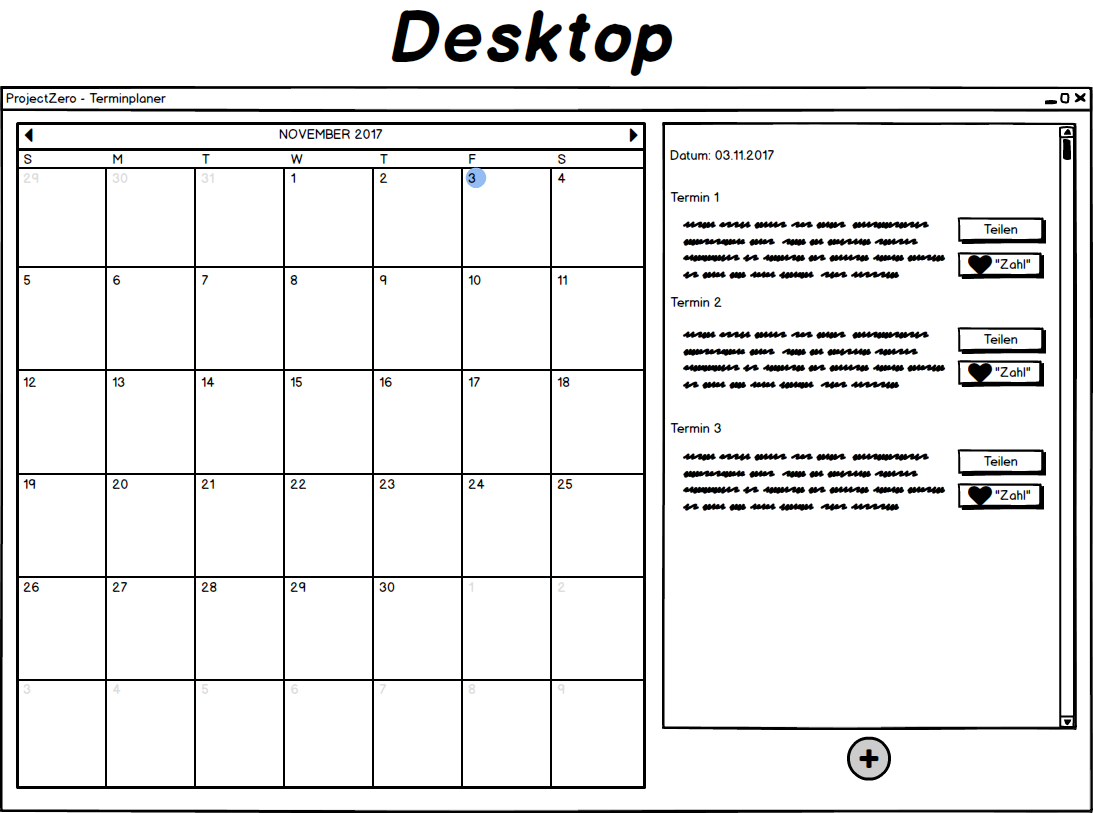 Desktop
ProjectZero - Terminplaner
NOVEMBER 2017
S M T W T F S
29 30 31 1 2 3 4
5 6 7 8 9 10 11
12 13 14 15 16 17 18
19 20 21 22 23 24 25
26 27 28 29 30 1 2
3 4 5 6 7 8 9
Datum: 03.11.2017
Termin 1
Teilen
"Zahl"
Termin 2
Teilen
"Zahl"
Termin 3
Teilen
"Zahl"